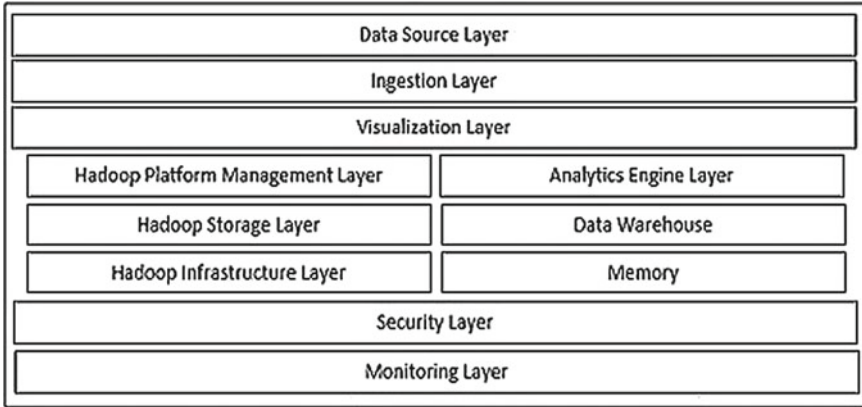 Data Source Layer
Ingestion Layer
Visualization Layer
Hadoop Platform Management Layer
Analytics Engine Layer
Hadoop Storage Layer
Data Warehouse
Hadoop Infrastructure Layer
Memory
Security Layer
Monitoring Layer